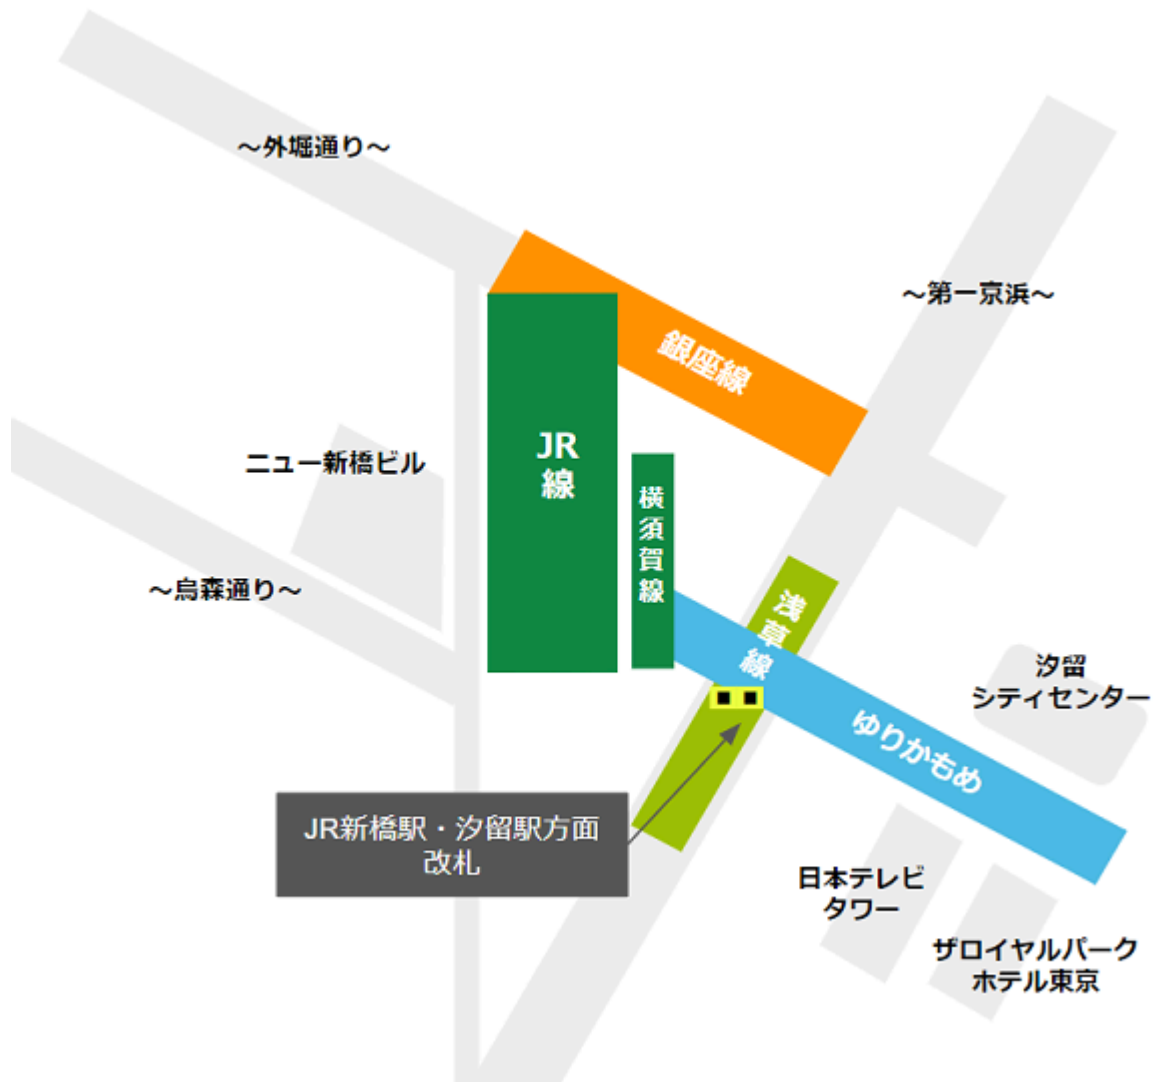 ～外堀通り～
～第一京浜～
銀座線
JR
線
ニュー新橋ビル
横須賀線
～烏森通り～
浅草線
汐留
シティセンター
ゆりかもめ
JR新橋駅・汐留駅方面
改札
日本テレビ
タワー
ザロイヤルパーク
ホテル東京